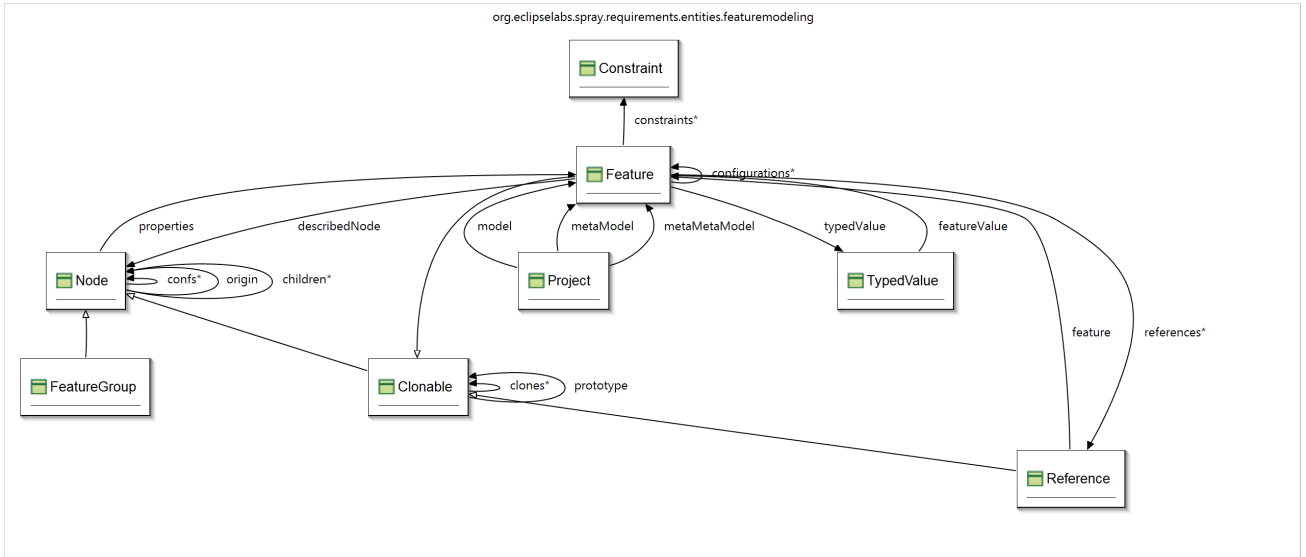 org.eclipselabs.spray.requirements.entities.featuremodeling
Constraint
constraints*
Feature
configurations*
properties
describedNode
model
metaModel
metaMetaModel
typedValue
featureValue
Node
confs*
origin
children*
Project
TypedValue
feature
references*
FeatureGroup
Clonable
clones*
prototype
Reference